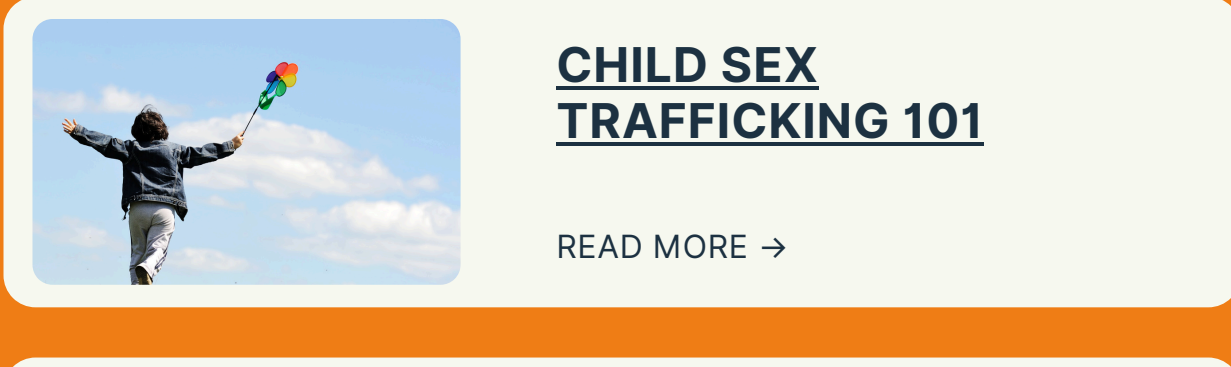 CHILD SEX
TRAFFICKING 101
READ MORE →